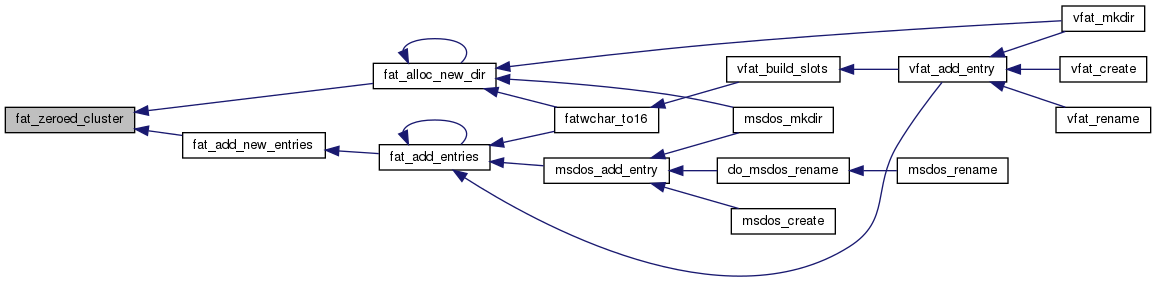 vfat_mkdir
fat_alloc_new_dir
vfat_build_slots
vfat_add_entry
vfat_create
fat_zeroed_cluster
fatwchar_to16
msdos_mkdir
vfat_rename
fat_add_new_entries
fat_add_entries
msdos_add_entry
do_msdos_rename
msdos_rename
msdos_create